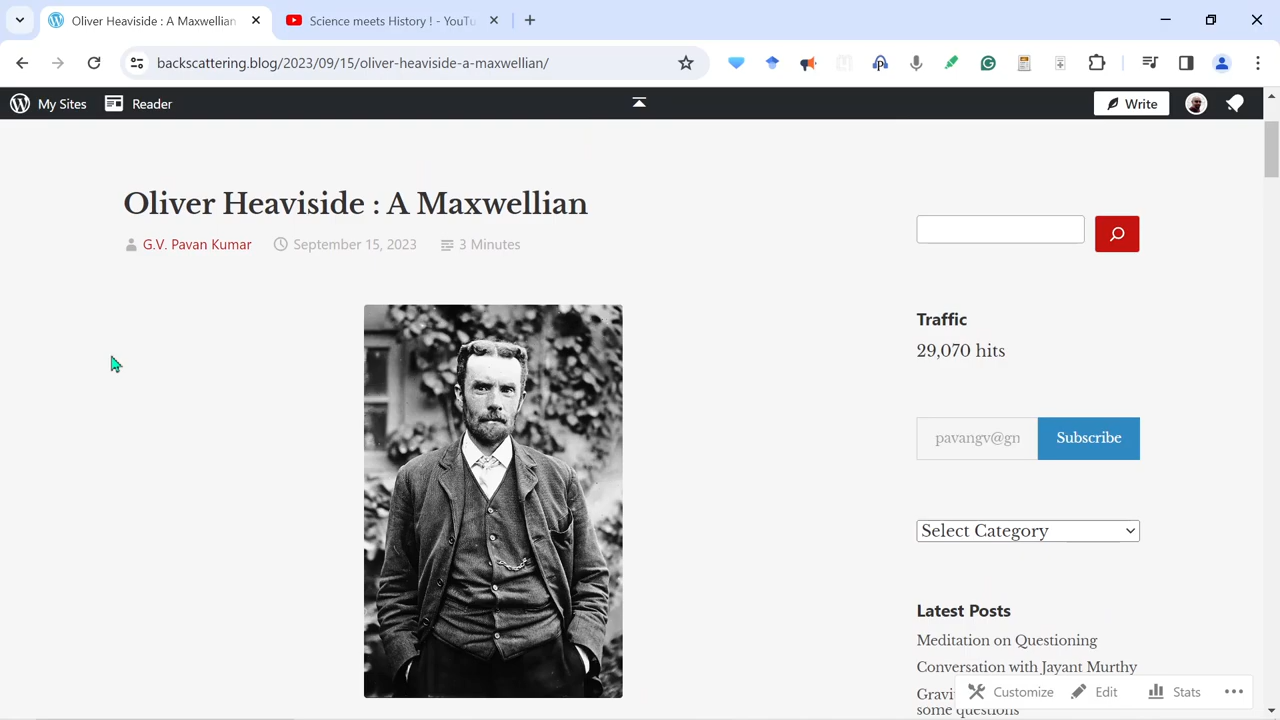 Oliver Heaviside : A Maxwellian
Science meets History ! - YouTu
backscattering.blog/2023/09/15/oliver-heaviside-a-maxwellian/
My Sites
Reader
Write
Oliver Heaviside : A Maxwellian
G.V. Pavan Kumar
September 15, 2023
3 Minutes
Traffic
29,070 hits
pavangv@gm
Subscribe
Select Category
Latest Posts
Meditation on Questioning
Conversation with Jayant Murthy
Gravi
some questions
Customize
Edit
Stats